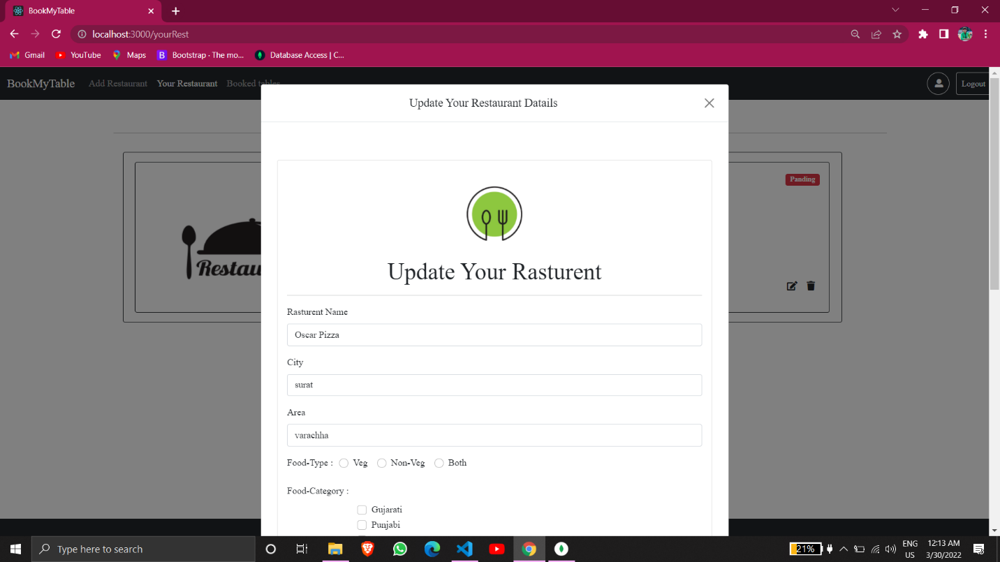 BookMyTable
localhost:3000/yourRest
Gmail YouTube Maps B Bootstrap · The mo... Database Access | C...
BookMyTable Add Restaurant Your Restaurant Booked tables Logout
Update Your Restaurant Datails
Panding
Restau
Update Your Rasturent
Rasturent Name
Oscar Pizza
City
surat
Area
varachha
Food-Type : Veg Non-Veg Both
Food-Category :
Gujarati
Punjabi
Type here to search
21%
ENG
US
12:13 AM
3/30/2022